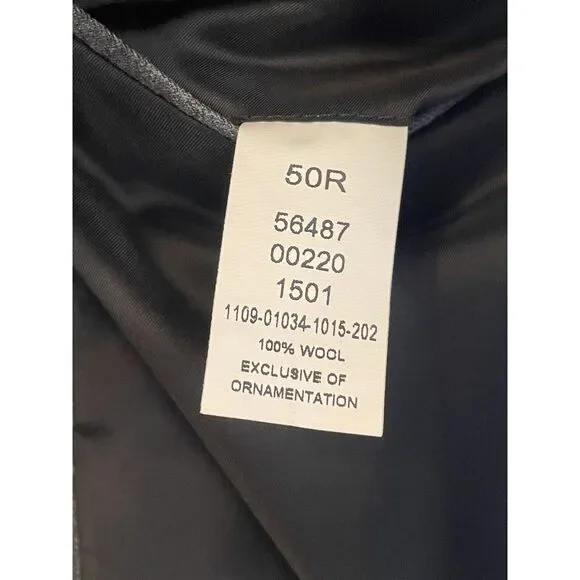 50R
56487
00220
1501
1109-01034-1015-202
100% WOOL
EXCLUSIVE OF
ORNAMENTATION